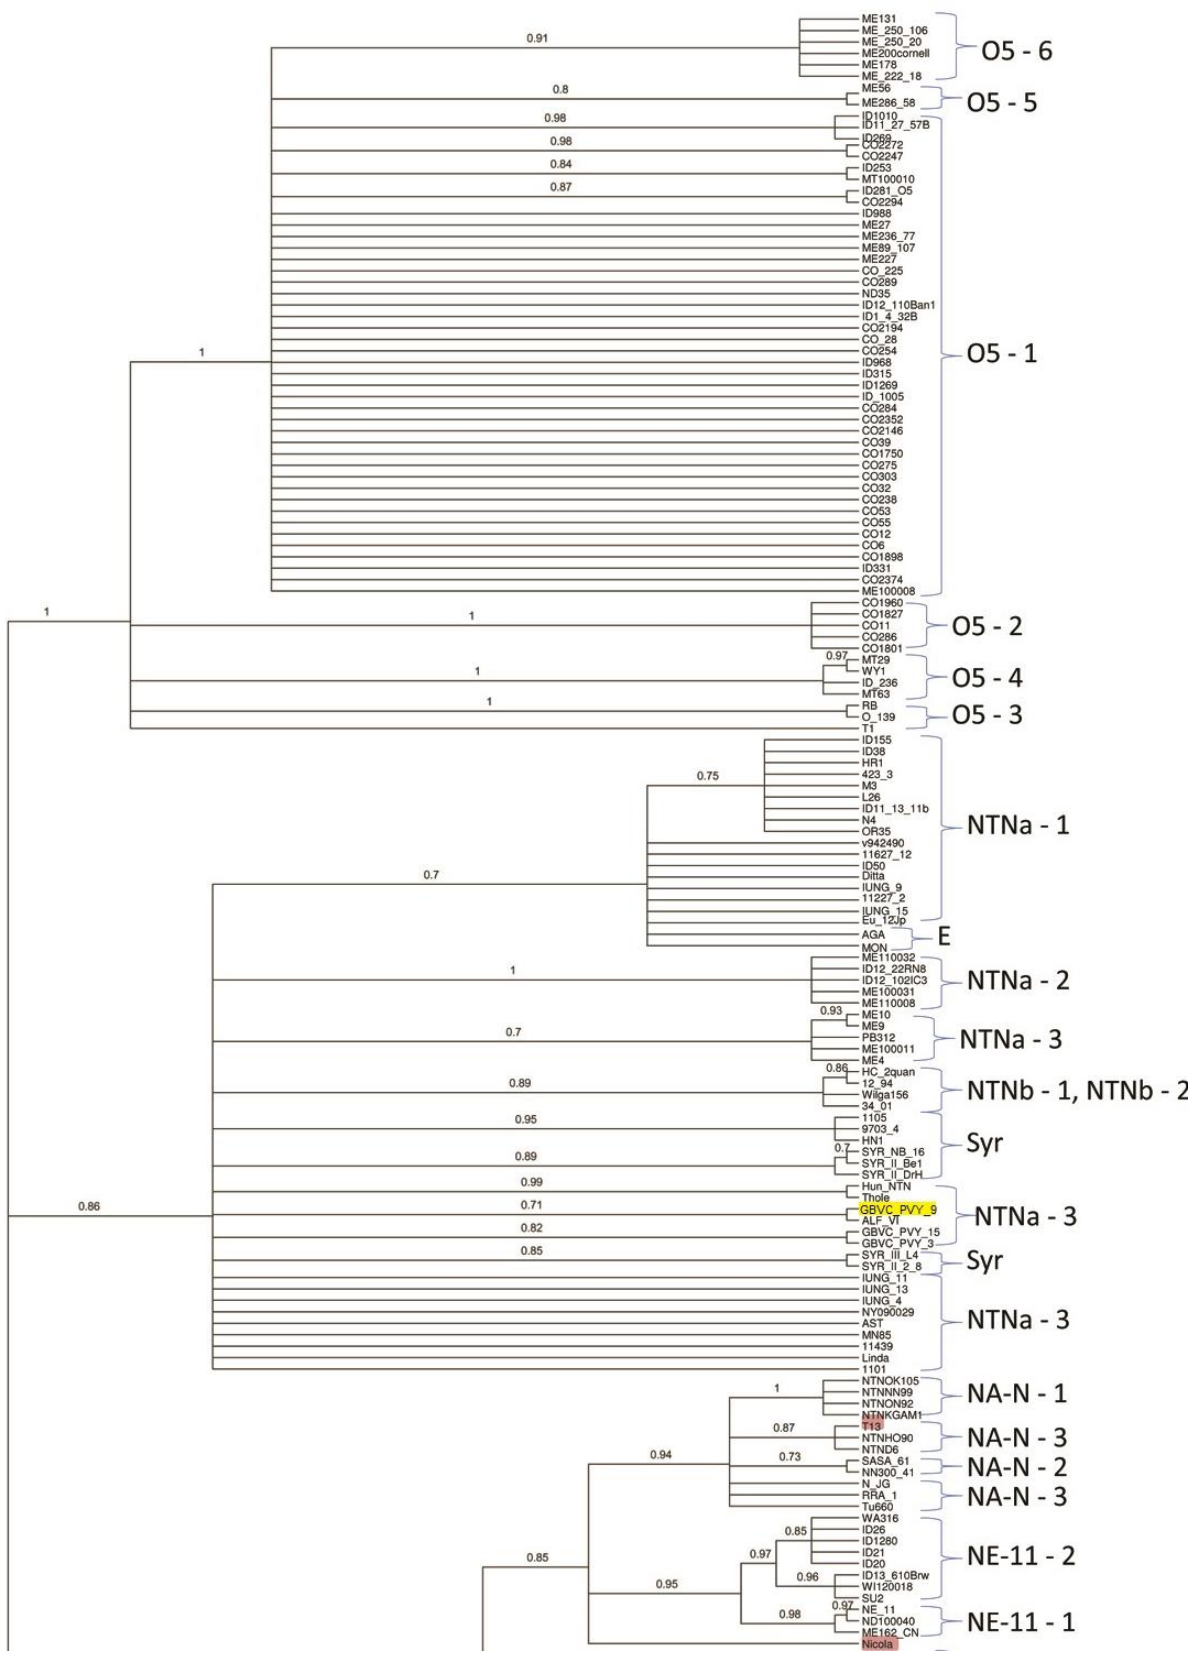 ME131
ME_250_106
0.91
ME_250_20
ME200cornell
O5 - 6
ME178
ME_222_18
0.8
ME56
ME286_58
O5 - 5
0.98
ID1010
ID11_27_57B
ID269
0.98
CO2272
CO2247
0.84
ID253
MT100010
0.87
ID281_O5
CO2294
ID988
ME27
ME236_77
ME89_107
ME227
CO_225
CO289
ND35
ID12_110Ban1
ID1_4_32B
CO2194
CO_28
1
CO254
O5 - 1
ID968
ID315
ID1269
ID_1005
CO284
CO2352
CO2146
CO39
CO1750
CO275
CO303
CO32
CO238
CO53
CO55
CO12
CO6
CO1898
ID331
CO2374
ME100008
1
CO1960
1
CO1827
CO11
O5 - 2
CO286
CO1801
0.97
MT29
1
WY1
O5 - 4
ID_236
MT63
1
RB
O_139
O5 - 3
T1
ID155
ID38
HR1
0.75
423_3
M3
L26
ID11_13_11b
N4
NTNa - 1
OR35
v942490
11627_12
ID50
0.7
Ditta
IUNG_9
11227_2
IUNG_15
Eu_12Jp
AGA
E
MON
ME110032
1
ID12_22RN8
ID12_102IC3
NTNa - 2
ME100031
ME110008
0.93
ME10
ME9
0.7
PB312
NTNa - 3
ME100011
ME4
0.86
HC_2quan
0.89
12_94
Wilga156
NTNb - 1, NTNb - 2
34_01
0.95
1105
9703_4
HN1
Syr
0.7
SYR_NB_16
0.89
SYR_II_Be1
SYR_II_DrH
0.99
Hun_NTN
Thole
0.86
0.71
GBVC_PVY_9
NTNa - 3
ALF_VI
0.82
GBVC_PVY_15
GBVC_PVY_3
0.85
SYR_III_L4
Syr
SYR_II_2_8
IUNG_11
IUNG_13
IUNG_4
NY090029
AST
NTNa - 3
MN85
11439
Linda
1101
1
NTNOK105
NTNNN99
NA-N - 1
NTNON92
NTNKGAM1
0.87
T13
NTNHO90
NA-N - 3
NTND6
0.94
0.73
SASA_61
NA-N - 2
NN300_41
N_JG
RRA_1
NA-N - 3
Tu660
WA316
0.85
ID26
ID1280
0.85
0.97
ID21
NE-11 - 2
ID20
0.95
0.96
ID13_610Brw
WI120018
SU2
0.97
NE_11
0.98
ND100040
NE-11 - 1
ME162_CN
Nicola